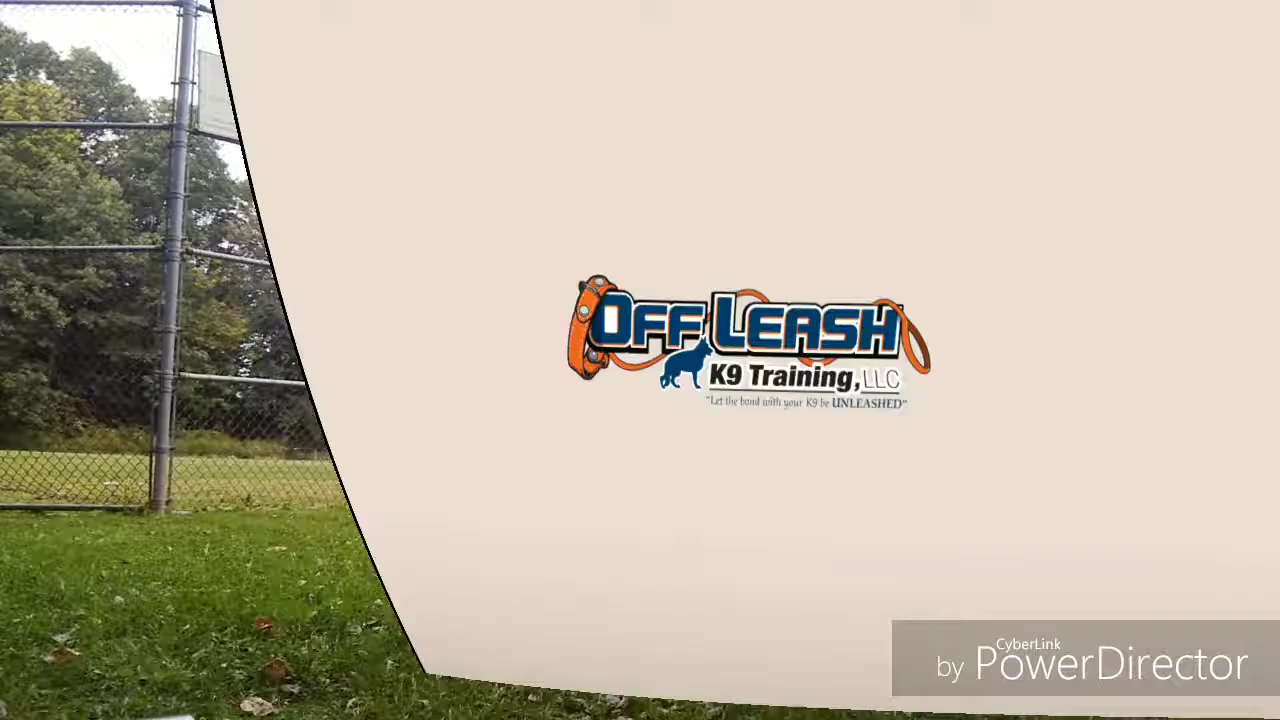 OFF LEASH
K9 Training, LLC
"Let the bond with your K9 be UNLEASHED"
CyberLink
by PowerDirector